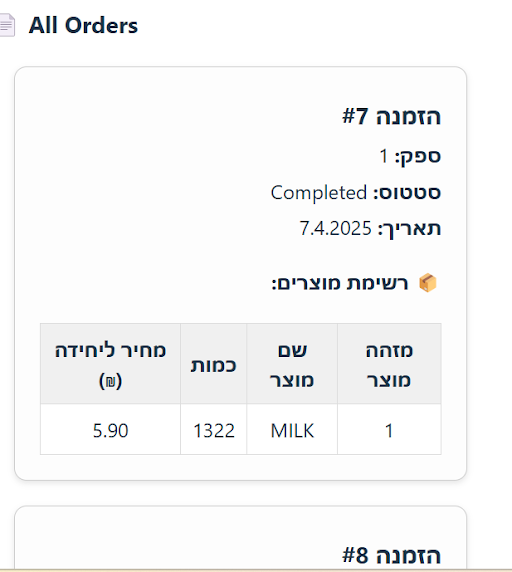 All Orders
הזמנה #7
ספק: 1
סטטוס: Completed
תאריך: 7.4.2025
📦 רשימת מוצרים:
מזהה מוצר	שם מוצר	כמות	מחיר ליחידה (₪)
1	MILK	1322	5.90
הזמנה #8